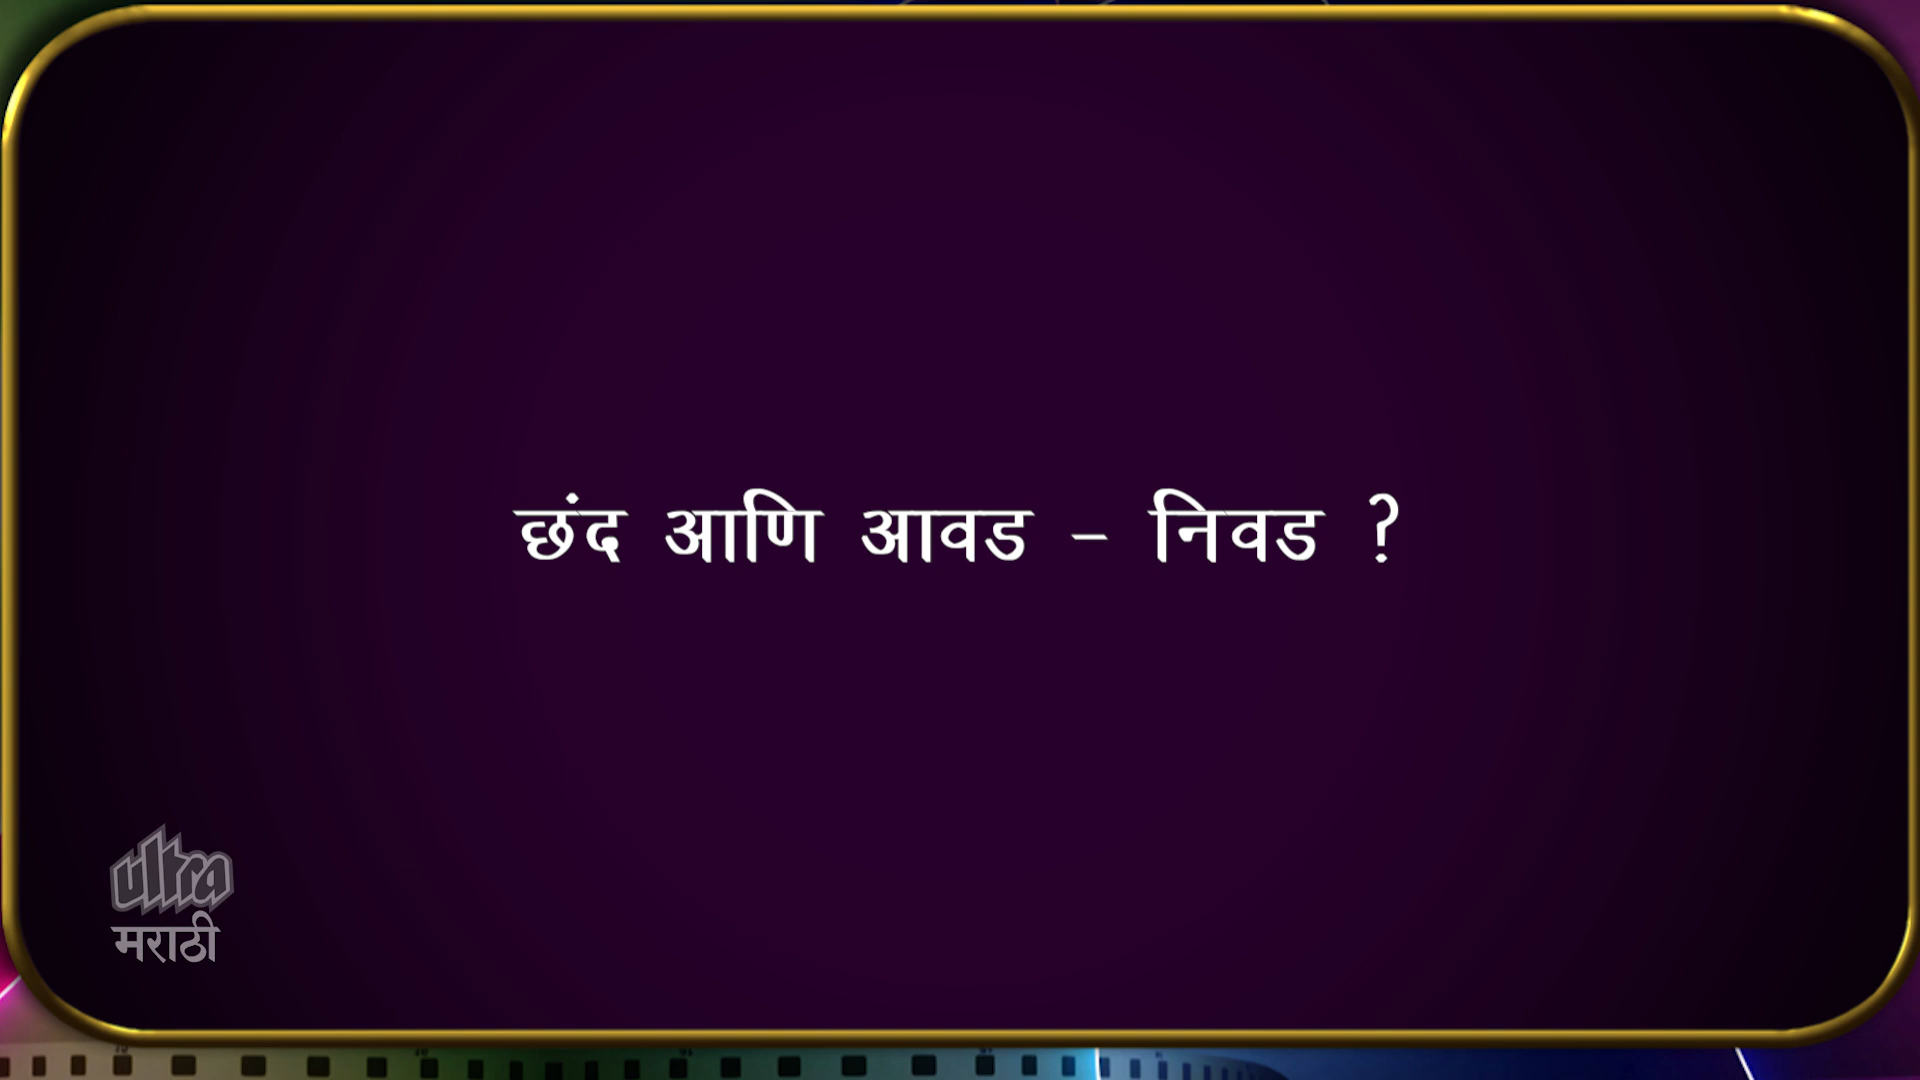 छंद आणि आवड – निवड ?
ultra
मराठी